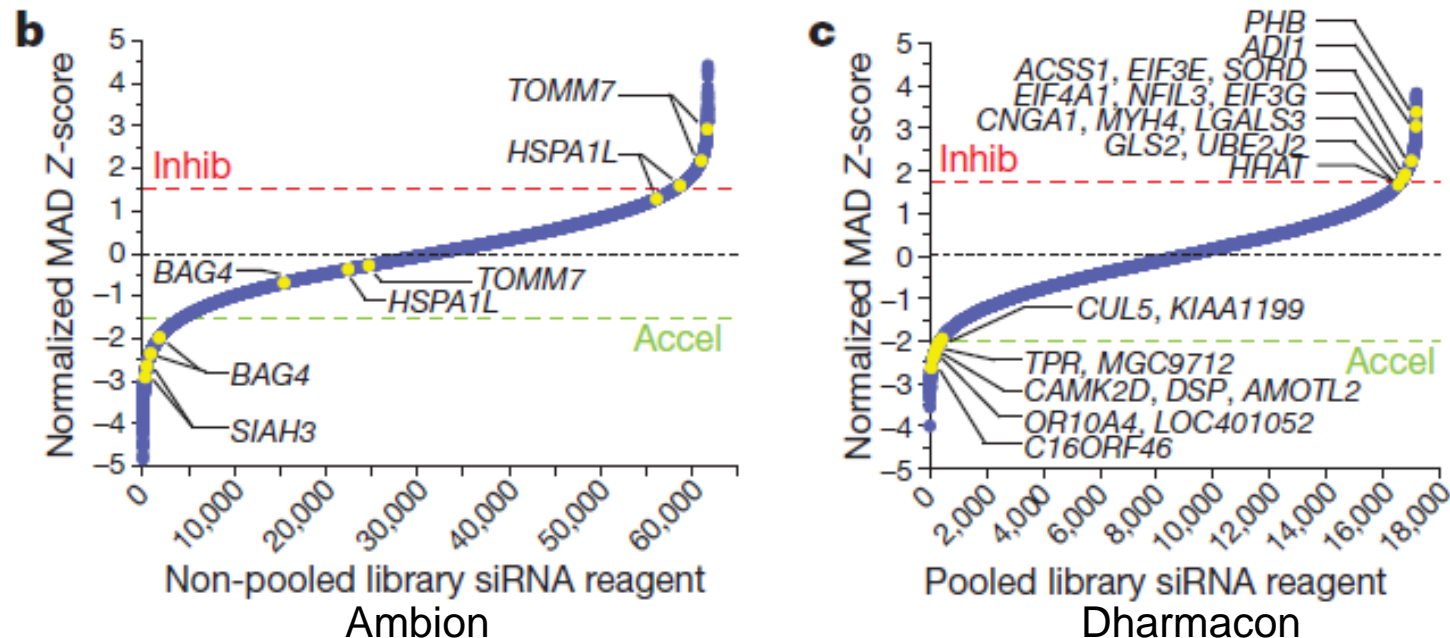 b
5
4
3
2
1
0
−1
−2
−3
−4
−5
Normalized MAD Z-score
TOMM7
HSPA1L
Inhib
BAG4
TOMM7
HSPA1L
Accel
BAG4
SIAH3
0
10,000
20,000
30,000
40,000
50,000
60,000
Non-pooled library siRNA reagent
Ambion
c
5
4
3
2
1
0
−1
−2
−3
−4
−5
Normalized MAD Z-score
PHB
ADI1
ACSS1, EIF3E, SORD
EIF4A1, NFIL3, EIF3G
CNGA1, MYH4, LGALS3
GLS2, UBE2J2
HHAT
Inhib
CUL5, KIAA1199
Accel
TPR, MGC9712
CAMK2D, DSP, AMOTL2
OR10A4, LOC401052
C16ORF46
0
2,000
4,000
6,000
8,000
10,000
12,000
14,000
16,000
18,000
Pooled library siRNA reagent
Dharmacon